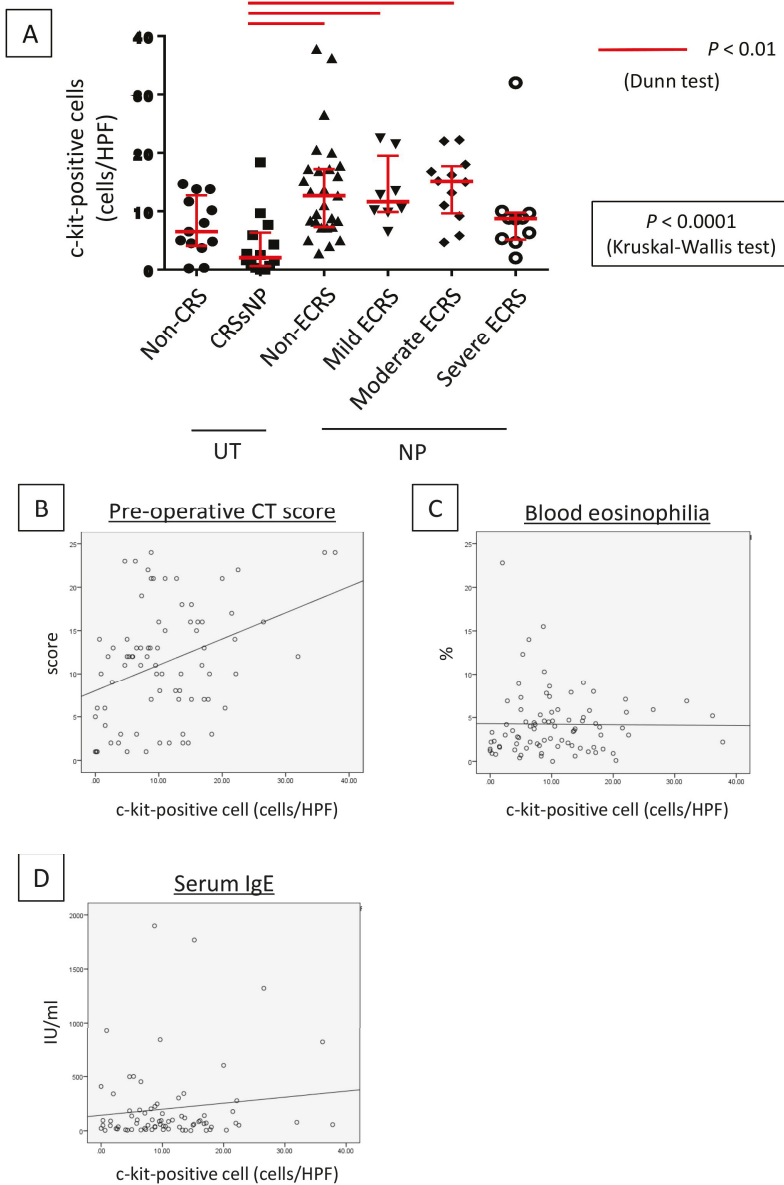 A
c-kit-positive cells
(cells/HPF)
40
30
20
10
0
P < 0.01
(Dunn test)
P < 0.0001
(Kruskal-Wallis test)
Non-CRS
CRSsNP
Non-ECRS
Mild ECRS
Moderate ECRS
Severe ECRS
UT
NP
B
Pre-operative CT score
score
25
20
15
10
5
0
.00
10.00
20.00
30.00
40.00
c-kit-positive cell (cells/HPF)
C
Blood eosinophilia
%
25
20
15
10
5
0
.00
10.00
20.00
30.00
40.00
c-kit-positive cell (cells/HPF)
D
Serum IgE
IU/ml
2000
1500
1000
500
0
.00
10.00
20.00
30.00
40.00
c-kit-positive cell (cells/HPF)